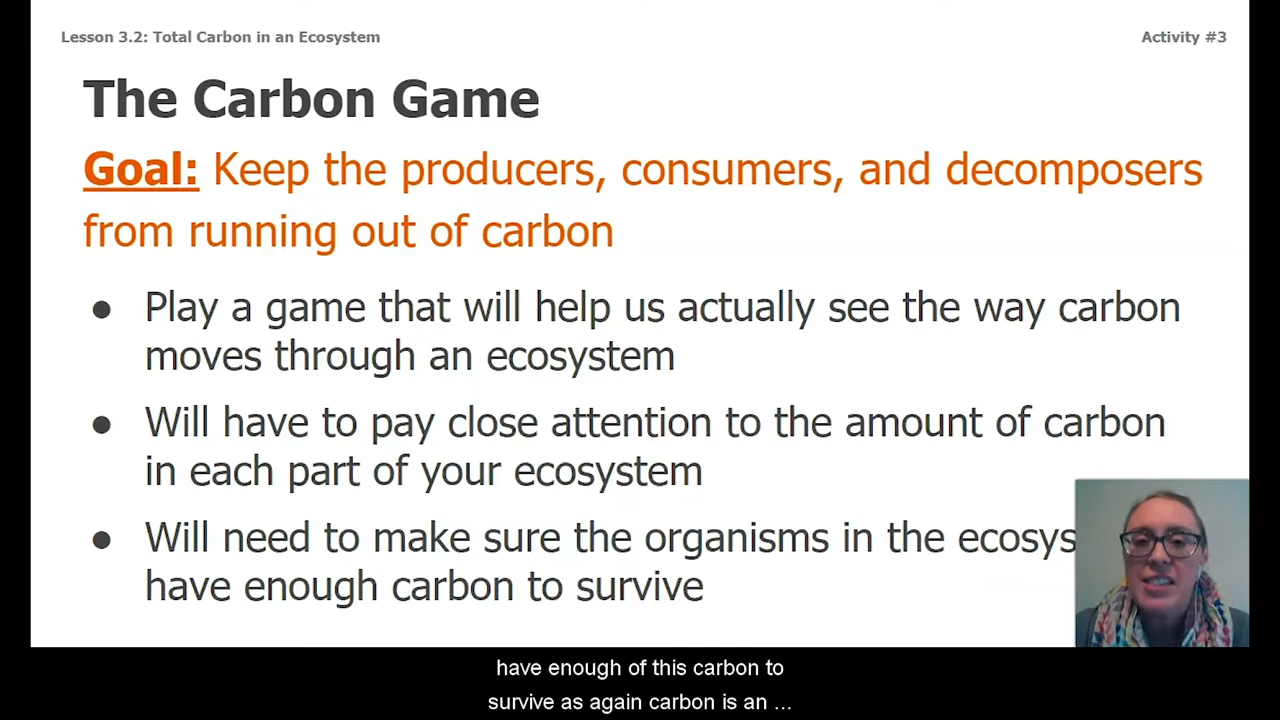 Lesson 3.2: Total Carbon in an Ecosystem
Activity #3
The Carbon Game
Goal: Keep the producers, consumers, and decomposers
from running out of carbon
● Play a game that will help us actually see the way carbon
moves through an ecosystem
● Will have to pay close attention to the amount of carbon
in each part of your ecosystem
● Will need to make sure the organisms in the ecosys
have enough carbon to survive
have enough of this carbon to
survive as again carbon is an ...